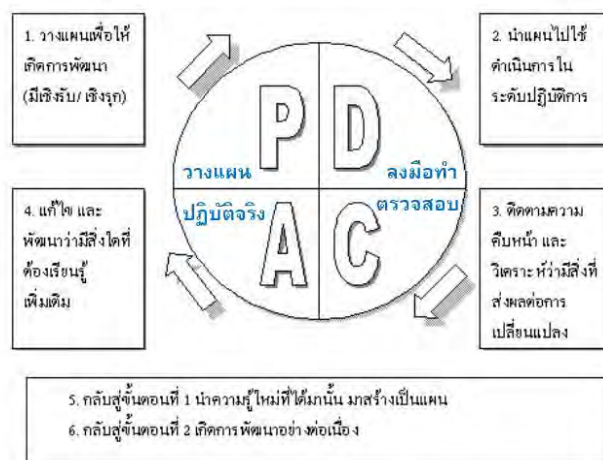 1. วางแผนเพื่อให้
เกิดการพัฒนา
(มีเชิงรับ/ เชิงรุก)
2. นำแผนไปใช้
ดำเนินการ ใน
ระดับปฏิบัติการ
P D
วางแผน
ลงมือทำ
ปฏิบัติจริง
ตรวจสอบ
A C
4. แก้ไข และ
พัฒนาว่ามีสิ่งใดที่
ต้องเรียนรู้
เพิ่มเติม
3. ติดตามความ
คืบหน้า และ
วิเคราะห์ว่ามีสิ่งที่
ส่งผลต่อการ
เปลี่ยนแปลง
5. กลับสู่ขั้นตอนที่ 1 นำความรู้ใหม่ที่ได้มานั้น มาสร้างเป็นแผน
6. กลับสู่ขั้นตอนที่ 2 เกิดการพัฒนาอย่างต่อเนื่อง